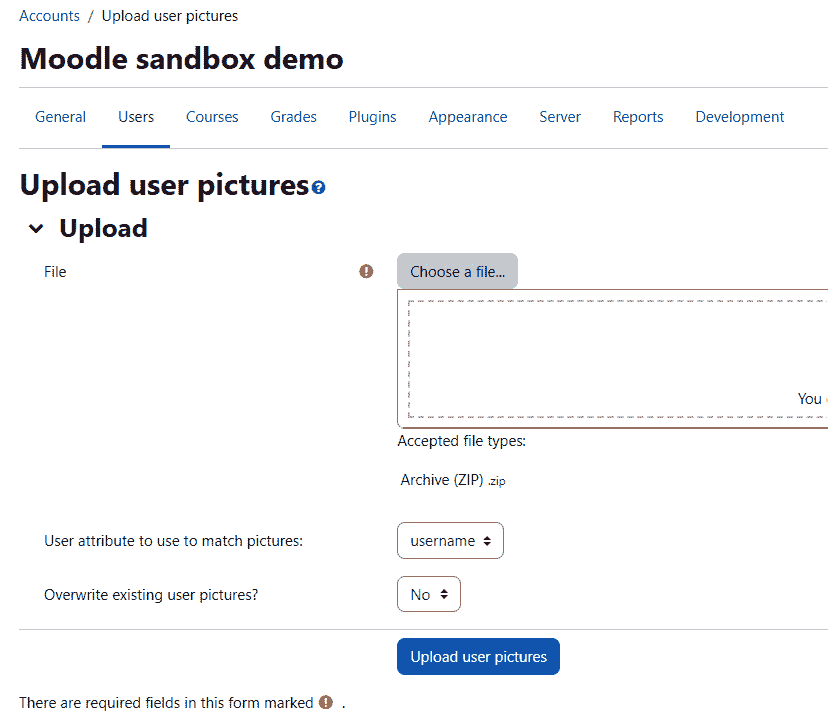 Accounts / Upload user pictures
Moodle sandbox demo
General Users Courses Grades Plugins Appearance Server Reports Development
Upload user pictures
Upload
File Choose a file...
You
Accepted file types:
Archive (ZIP) .zip
User attribute to use to match pictures: username
Overwrite existing user pictures? No
Upload user pictures
There are required fields in this form marked .